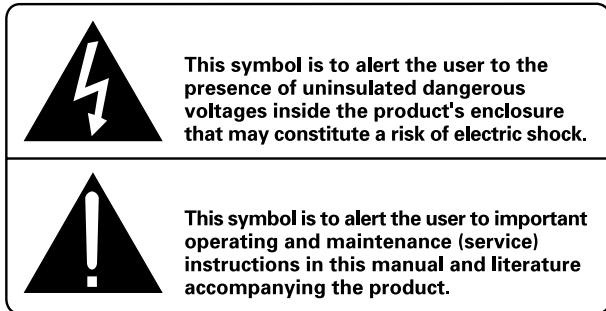 This symbol is to alert the user to the
presence of uninsulated dangerous
voltages inside the product's enclosure
that may constitute a risk of electric shock.
This symbol is to alert the user to important
operating and maintenance (service)
instructions in this manual and literature
accompanying the product.